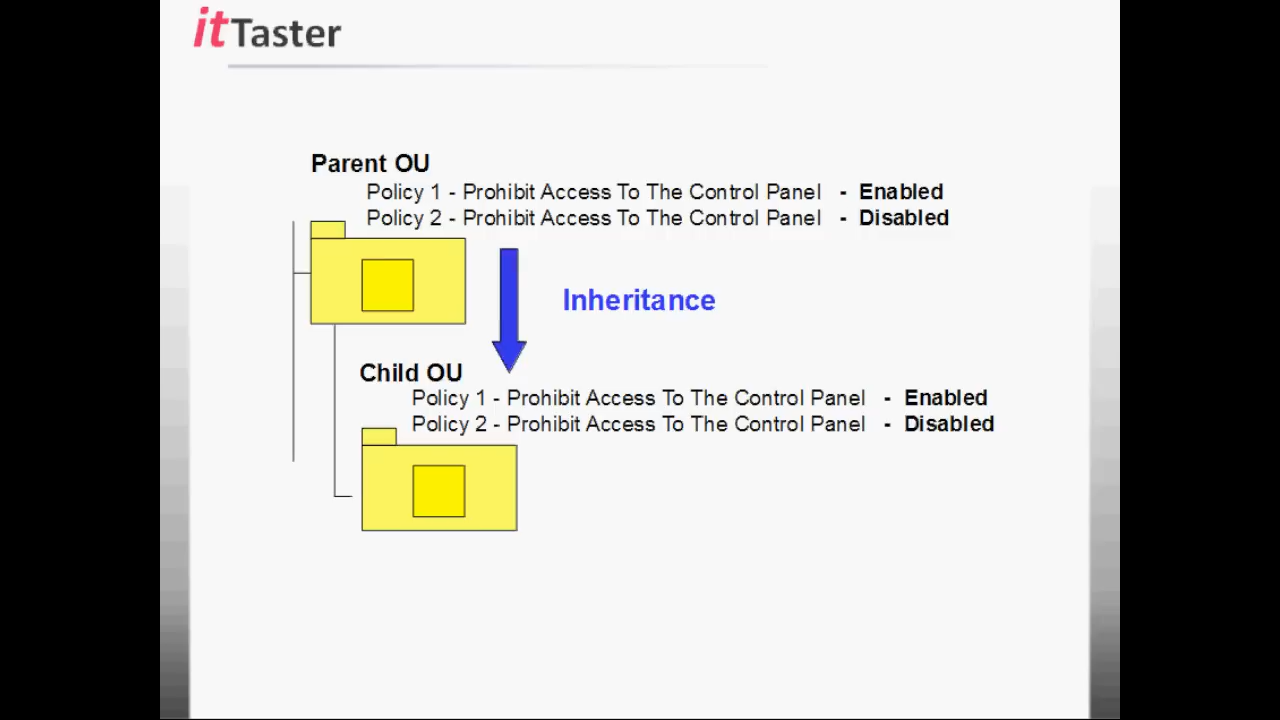 itTaster
Parent OU
Policy 1 - Prohibit Access To The Control Panel - Enabled
Policy 2 - Prohibit Access To The Control Panel - Disabled
Inheritance
Child OU
Policy 1 - Prohibit Access To The Control Panel - Enabled
Policy 2 - Prohibit Access To The Control Panel - Disabled